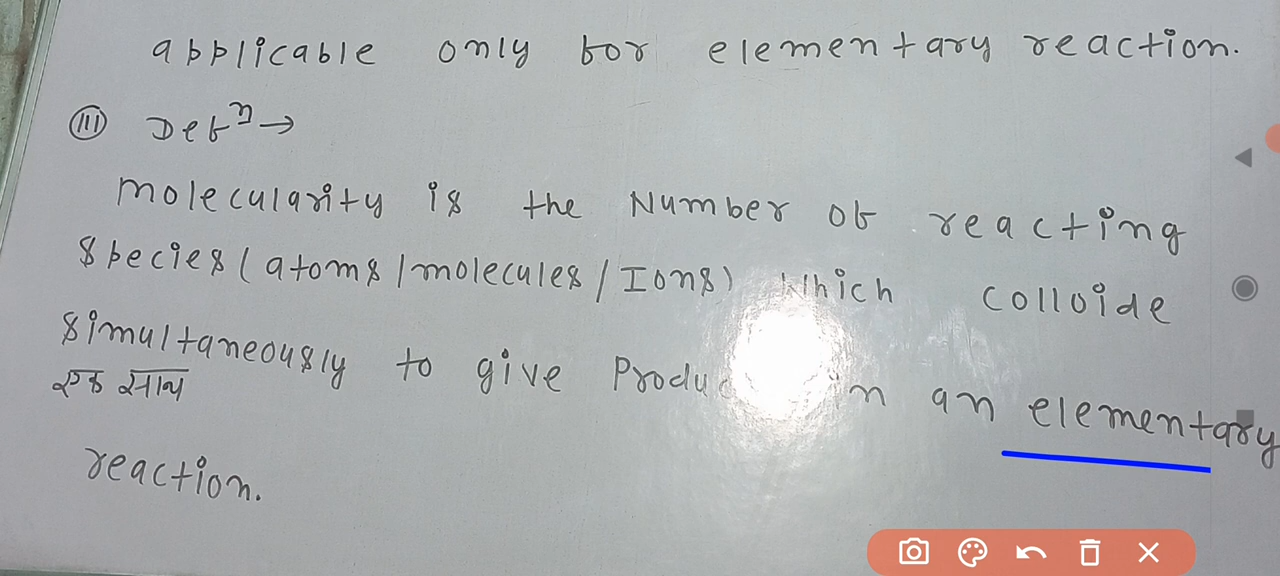 applicable only for elementary reaction.
(III) Defⁿ →
molecularity is the Number of reacting
species (atoms / molecules / Ions) which colloide
simultaneously to give Produc in an elementary
एक साथ
reaction.